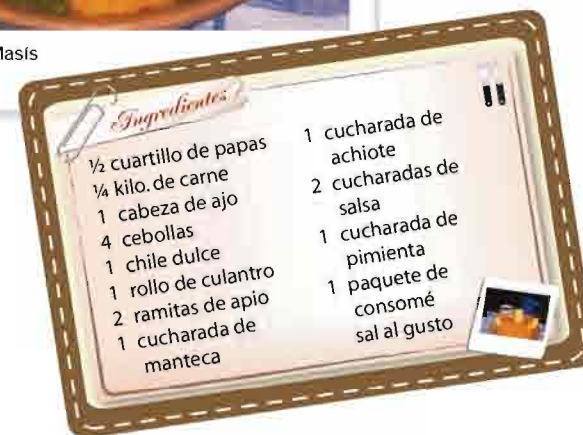 Masís
Ingredientes
½ cuartillo de papas
¼ kilo. de carne
1 cabeza de ajo
4 cebollas
1 chile dulce
1 rollo de culantro
2 ramitas de apio
1 cucharada de
manteca
1 cucharada de
achiote
2 cucharadas de
salsa
1 cucharada de
pimienta
1 paquete de
consomé
sal al gusto